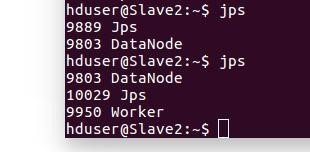 hduser@Slave2:~$ jps
9889 Jps
9803 DataNode
hduser@Slave2:~$ jps
9803 DataNode
10029 Jps
9950 Worker
hduser@Slave2:~$